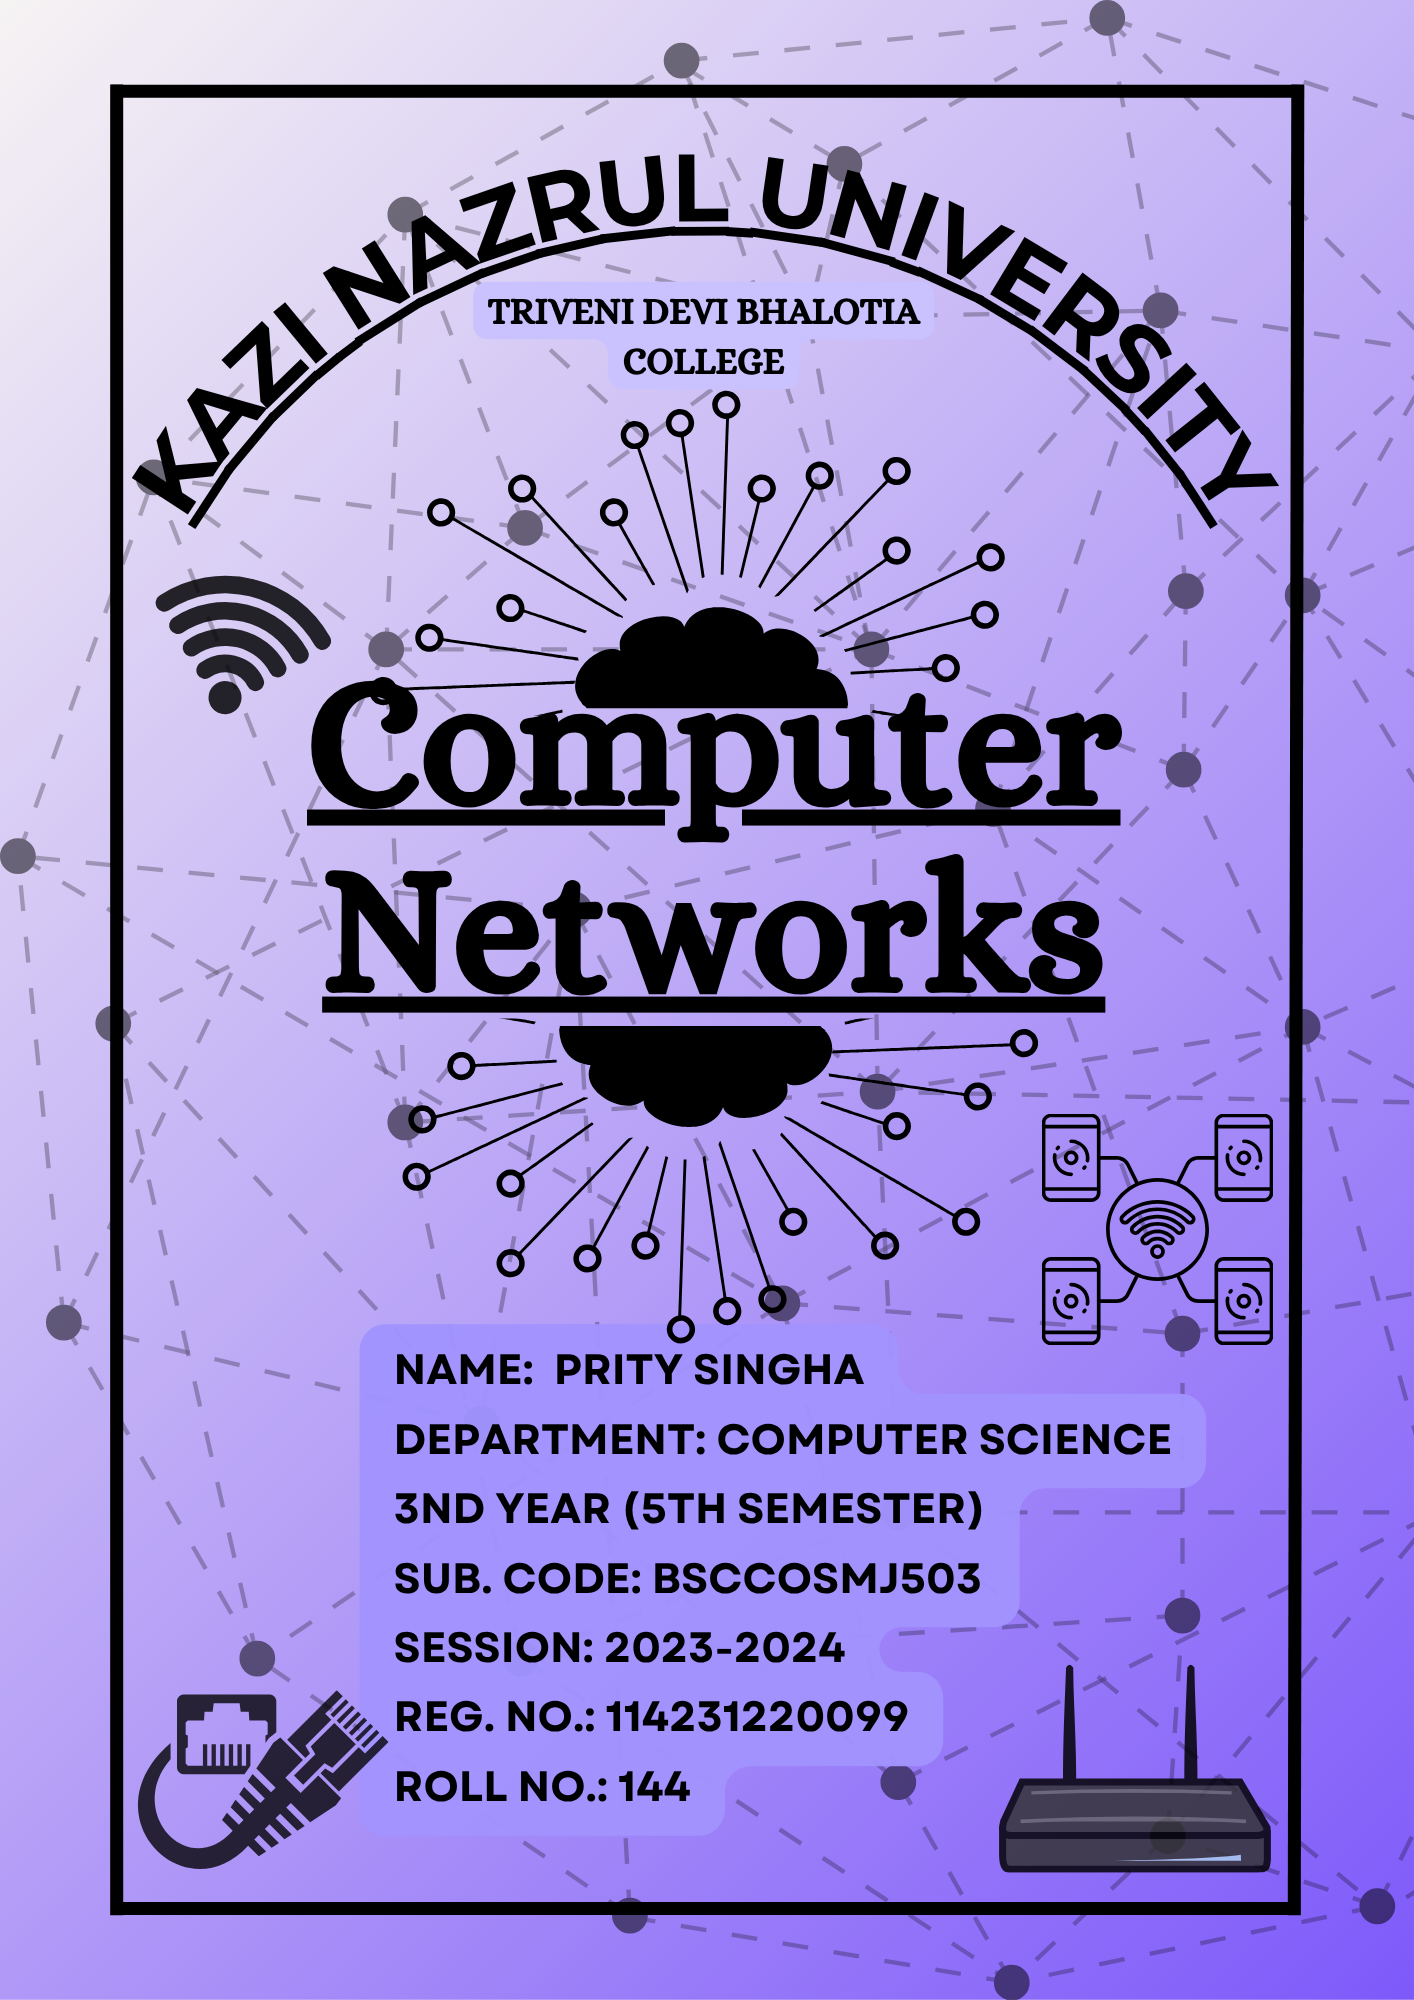 KAZI NAZRUL UNIVERSITY
TRIVENI DEVI BHALOTIA
COLLEGE
Computer
Networks
NAME:  PRITY SINGHA
DEPARTMENT: COMPUTER SCIENCE
3ND YEAR (5TH SEMESTER)
SUB. CODE: BSCCOSMJ503
SESSION: 2023-2024
REG. NO.: 114231220099
ROLL NO.: 144